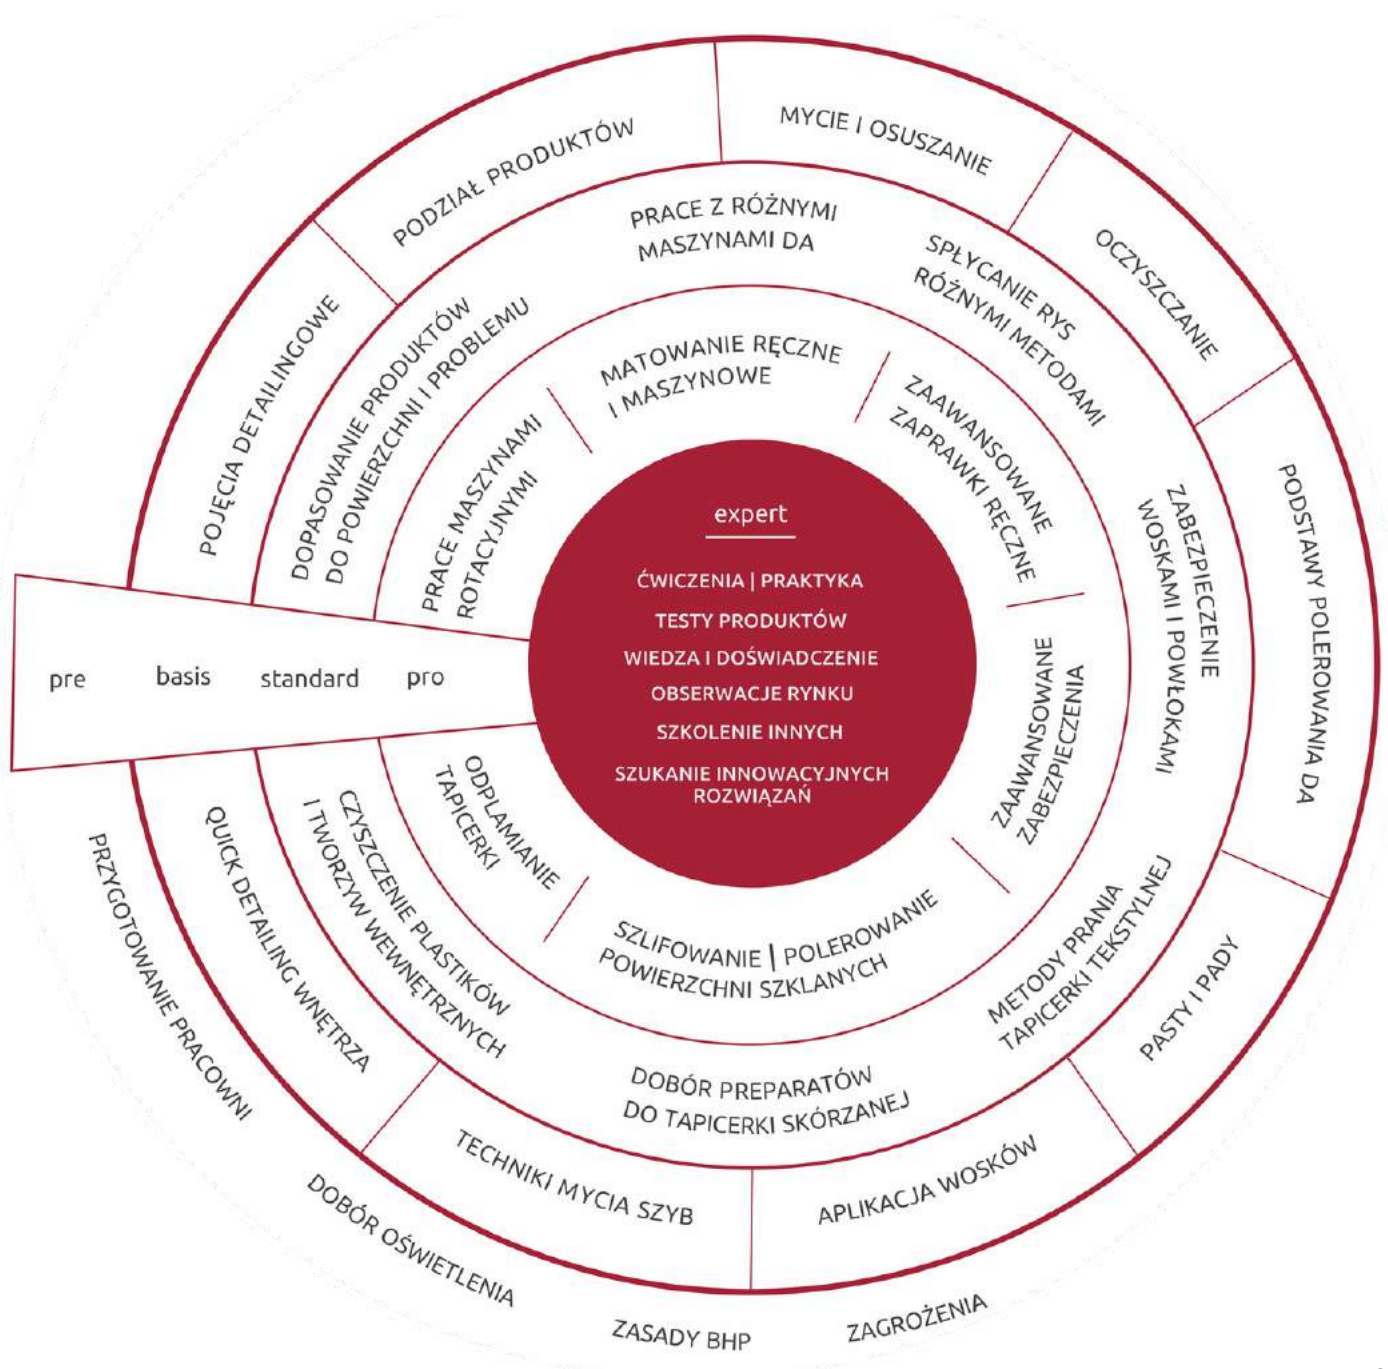 pre
basis
standard
pro
expert
ĆWICZENIA | PRAKTYKA
TESTY PRODUKTÓW
WIEDZA I DOŚWIADCZENIE
OBSERWACJE RYNKU
SZKOLENIE INNYCH
SZUKANIE INNOWACYJNYCH
ROZWIĄZAŃ
PRACE MASZYNAMI
ROTACYJNYMI
MATOWANIE RĘCZNE
I MASZYNOWE
ZAAWANSOWANE
ZAPRAWKI RĘCZNE
ZAAWANSOWANE
ZABEZPIECZENIA
SZLIFOWANIE | POLEROWANIE
POWIERZCHNI SZKLANYCH
ODPLAMIANIE
TAPICERKI
DOPASOWANIE PRODUKTÓW
DO POWIERZCHNI I PROBLEMU
PRACE Z RÓŻNYMI
MASZYNAMI DA
SPŁYCANIE RYS
RÓŻNYMI METODAMI
ZABEZPIECZENIE
WOSKAMI I POWŁOKAMI
METODY PRANIA
TAPICERKI TEKSTYLNEJ
DOBÓR PREPARATÓW
DO TAPICERKI SKÓRZANEJ
CZYSZCZENIE PLASTIKÓW
I TWORZYW WEWNĘTRZNYCH
POJĘCIA DETAILINGOWE
PODZIAŁ PRODUKTÓW
MYCIE I OSUSZANIE
OCZYSZCZANIE
PODSTAWY POLEROWANIA DA
PASTY I PADY
APLIKACJA WOSKÓW
TECHNIKI MYCIA SZYB
QUICK DETAILING WNĘTRZA
PRZYGOTOWANIE PRACOWNI
DOBÓR OŚWIETLENIA
ZASADY BHP
ZAGROŻENIA